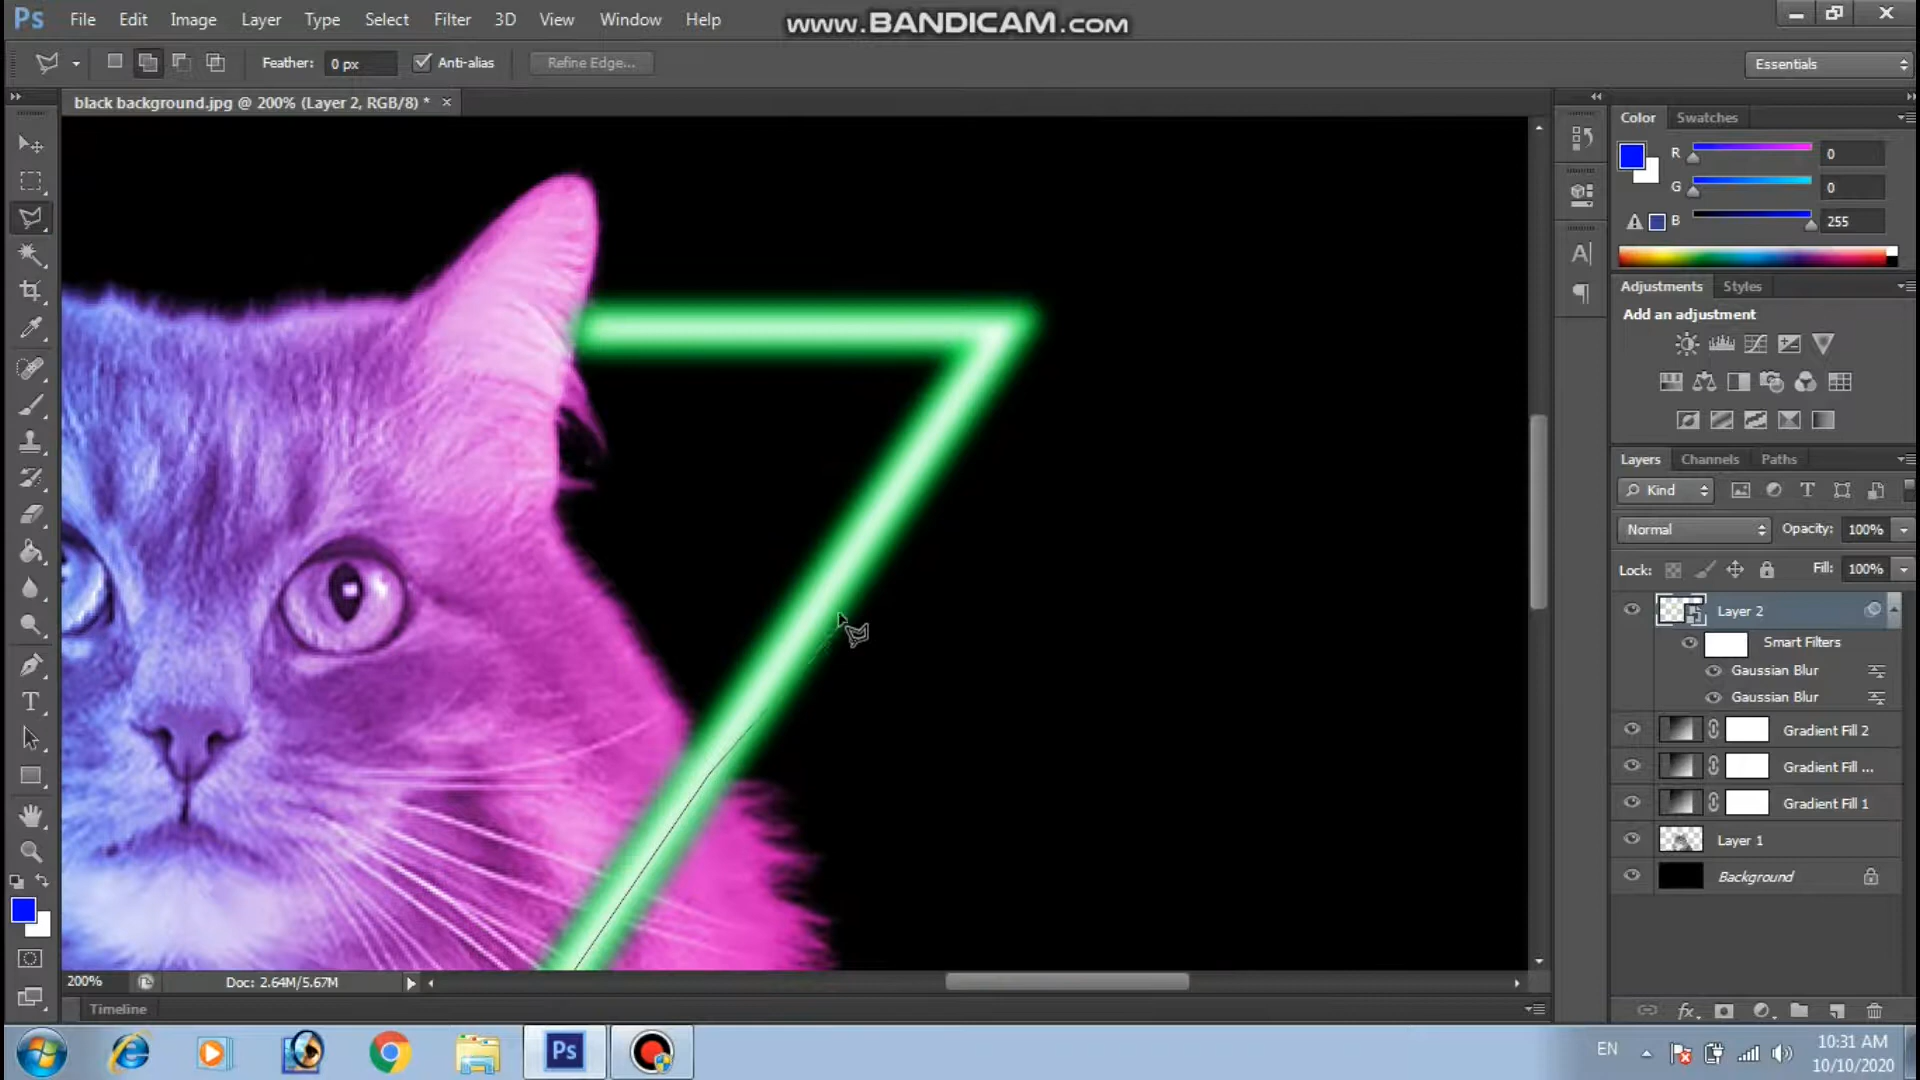 Ps File Edit Image Layer Type Select Filter 3D View Window Help
www.BANDICAM.com
Feather: 0 px Anti-alias Refine Edge... Essentials
black background.jpg @ 200% (Layer 2, RGB/8) * ×
Color Swatches
R 0
G 0
B 255
Adjustments Styles
Add an adjustment
Layers Channels Paths
Kind
Normal Opacity: 100%
Lock: Fill: 100%
Layer 2
Smart Filters
Gaussian Blur
Gaussian Blur
Gradient Fill 2
Gradient Fill ...
Gradient Fill 1
Layer 1
Background
200% Doc: 2.64M/5.67M
Timeline
Ps
EN
10:31 AM
10/10/2020